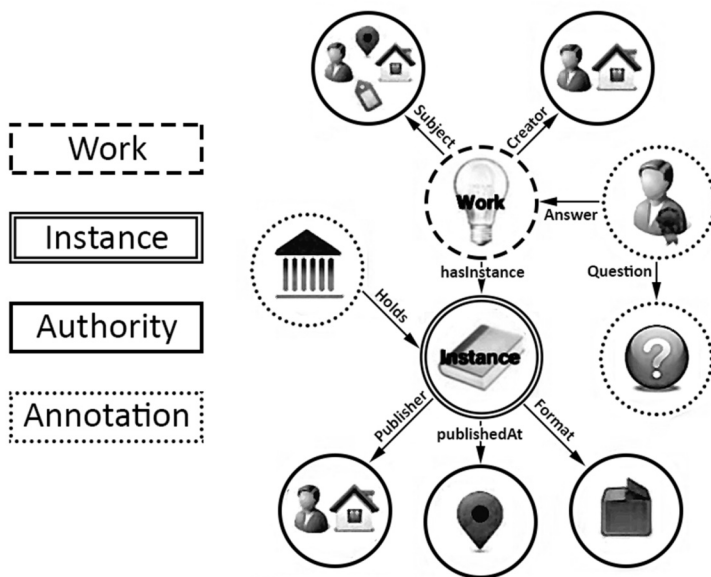 Work
Instance
Authority
Annotation
Subject
Creator
Work
Answer
hasInstance
Question
Holds
Instance
?
Publisher
publishedAt
Format